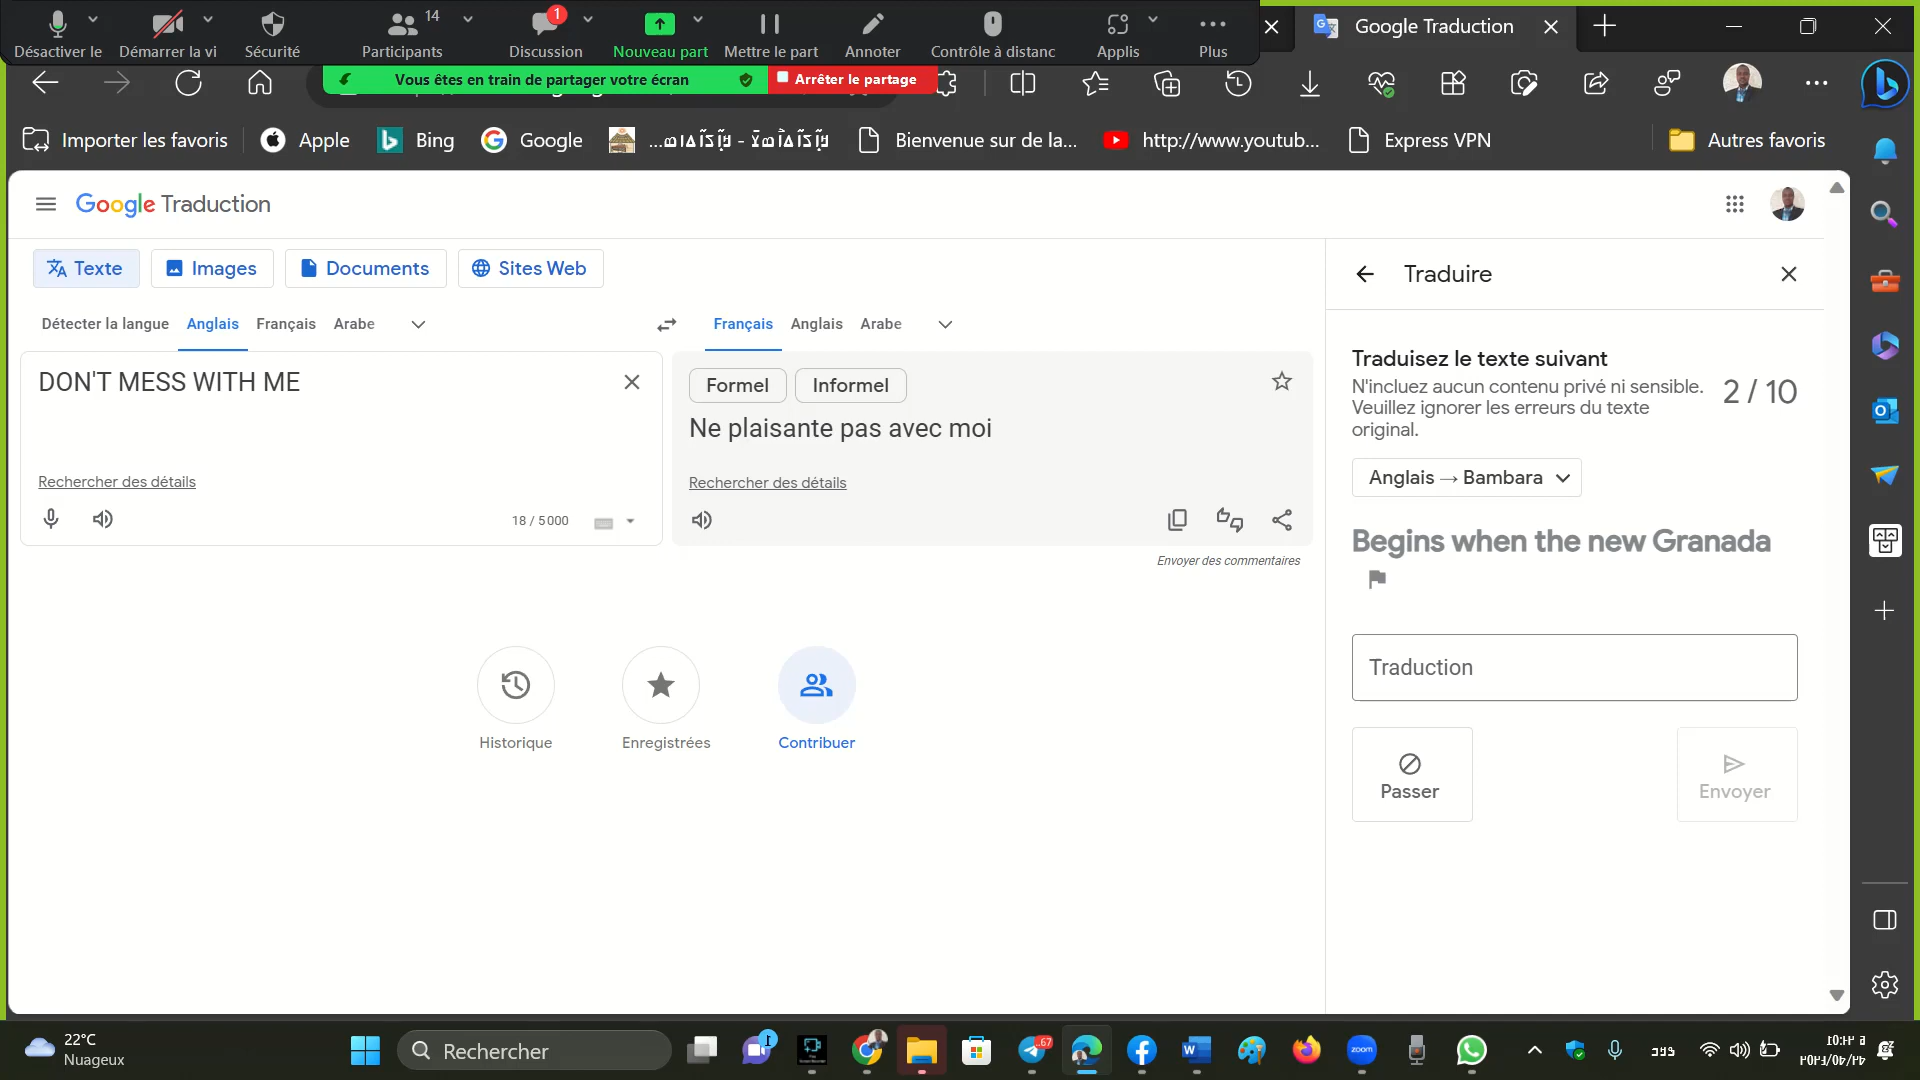 Désactiver le
Démarrer la vi
Sécurité
14
Participants
1
Discussion
Nouveau part
Mettre le part
Annoter
Contrôle à distanc
Applis
Plus
Google Traduction
Vous êtes en train de partager votre écran
Arrêter le partage
Importer les favoris
Apple
Bing
Google
Bienvenue sur de la...
http://www.youtub...
Express VPN
Autres favoris
Google Traduction
Texte
Images
Documents
Sites Web
Détecter la langue
Anglais
Français
Arabe
Français
Anglais
Arabe
DON'T MESS WITH ME
Rechercher des détails
18 / 5 000
Formel
Informel
Ne plaisante pas avec moi
Rechercher des détails
Envoyer des commentaires
Historique
Enregistrées
Contribuer
Traduire
Traduisez le texte suivant
N'incluez aucun contenu privé ni sensible.
Veuillez ignorer les erreurs du texte
original.
2 / 10
Anglais → Bambara
Begins when the new Granada
Traduction
Passer
Envoyer
22°C
Nuageux
Rechercher
.67
zoom